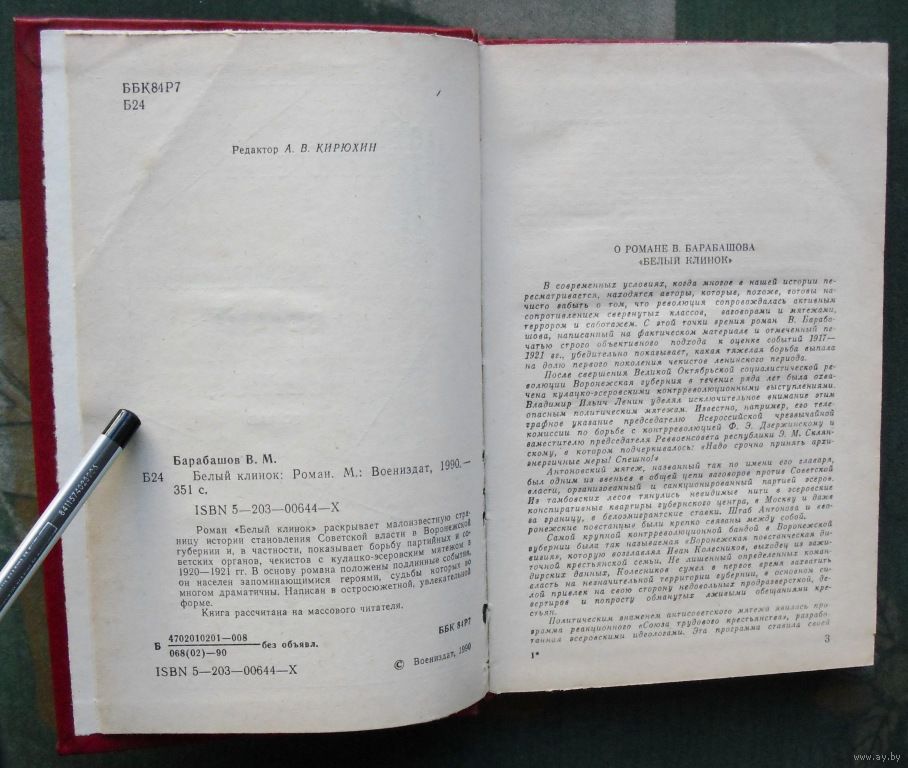 ББК84Р7
Б24
Редактор А. В. КИРЮХИН
Барабашов В. М.
Б24 Белый клинок: Роман. М.: Воениздат, 1990.—
351 с.
ISBN 5—203—00644—X
Роман «Белый клинок» раскрывает малоизвестную стра-
ницу истории становления Советской власти в Воронежской
губернии и, в частности, показывает борьбу партийных и со-
ветских органов, чекистов с кулацко-эсеровским мятежом в
1920—1921 гг. В основу романа положены подлинные события,
он населен запоминающимися героями, судьбы которых во
многом драматичны. Написан в остросюжетной, увлекательной
форме.
Книга рассчитана на массового читателя.
Б 4702010201—008
068(02)—90
без объявл.
ББК 84Р7
ISBN 5—203—00644—X
© Воениздат, 1990
О РОМАНЕ В. БАРАБАШОВА
«БЕЛЫЙ КЛИНОК»
В современных условиях, когда многое в нашей истории пе-
ресматривается, находятся авторы, которые, похоже, готовы на-
чисто забыть о том, что революция сопровождалась активным
сопротивлением свергнутых классов, заговорами и мятежами,
террором и саботажем. С этой точки зрения роман В. Бараба-
шова, написанный на фактическом материале и отмеченный пе-
чатью строго объективного подхода к оценке событий 1917—
1921 гг., убедительно показывает, какая тяжелая борьба выпала
на долю первого поколения чекистов ленинского периода.
После свершения Великой Октябрьской социалистической ре-
волюции Воронежская губерния в течение ряда лет была охва-
чена кулацко-эсеровскими контрреволюционными выступлениями.
Владимир Ильич Ленин уделял исключительное внимание этим
опасным политическим мятежам. Известно, например, его теле-
графное указание председателю Всероссийской чрезвычайной
комиссии по борьбе с контрреволюцией Ф. Э. Дзержинскому и
заместителю председателя Реввоенсовета республики Э. М. Склян-
скому, в котором подчеркивалось: «Надо срочно принять архи-
энергичные меры! Спешно!»
Антоновский мятеж, названный так по имени его главаря,
был одним из звеньев в общей цепи заговоров против Советской
власти, организованный и санкционированный партией эсеров.
Из тамбовских лесов тянулись невидимые нити в эсеровские
конспиративные квартиры губернского центра, в Москву и даже
за границу, в белоэмигрантские ставки. Штаб Антонова и «во-
ронежские повстанцы» были крепко связаны между собой.
Самой крупной контрреволюционной бандой в Воронежской
губернии была так называемая «Воронежская повстанческая ди-
визия», которую возглавлял Иван Колесников, выходец из зажи-
точной крестьянской семьи. Не лишенный определенных коман-
дирских данных, Колесников сумел в первое время захватить
власть на незначительной территории губернии, в основном си-
лой привлек на свою сторону недовольных продразверсткой, де-
зертиров и попросту обманутых лживыми обещаниями кре-
стьян.
Политическим знаменем антисоветского мятежа явилась про-
грамма реакционного «Союза трудового крестьянства», разрабо-
танная эсеровскими идеологами. Эта программа ставила своей
1*
3
6411574023206
www.ay.by